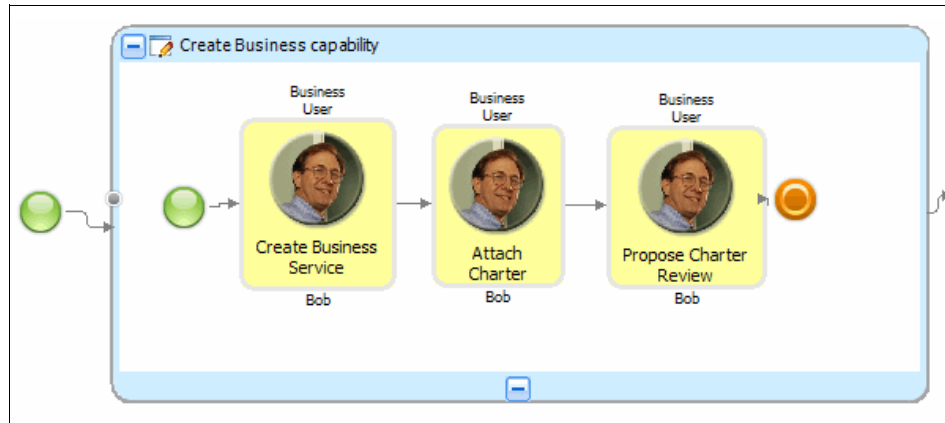 Create Business capability
Business
User
Create Business
Service
Bob
Business
User
Attach
Charter
Bob
Business
User
Propose Charter
Review
Bob